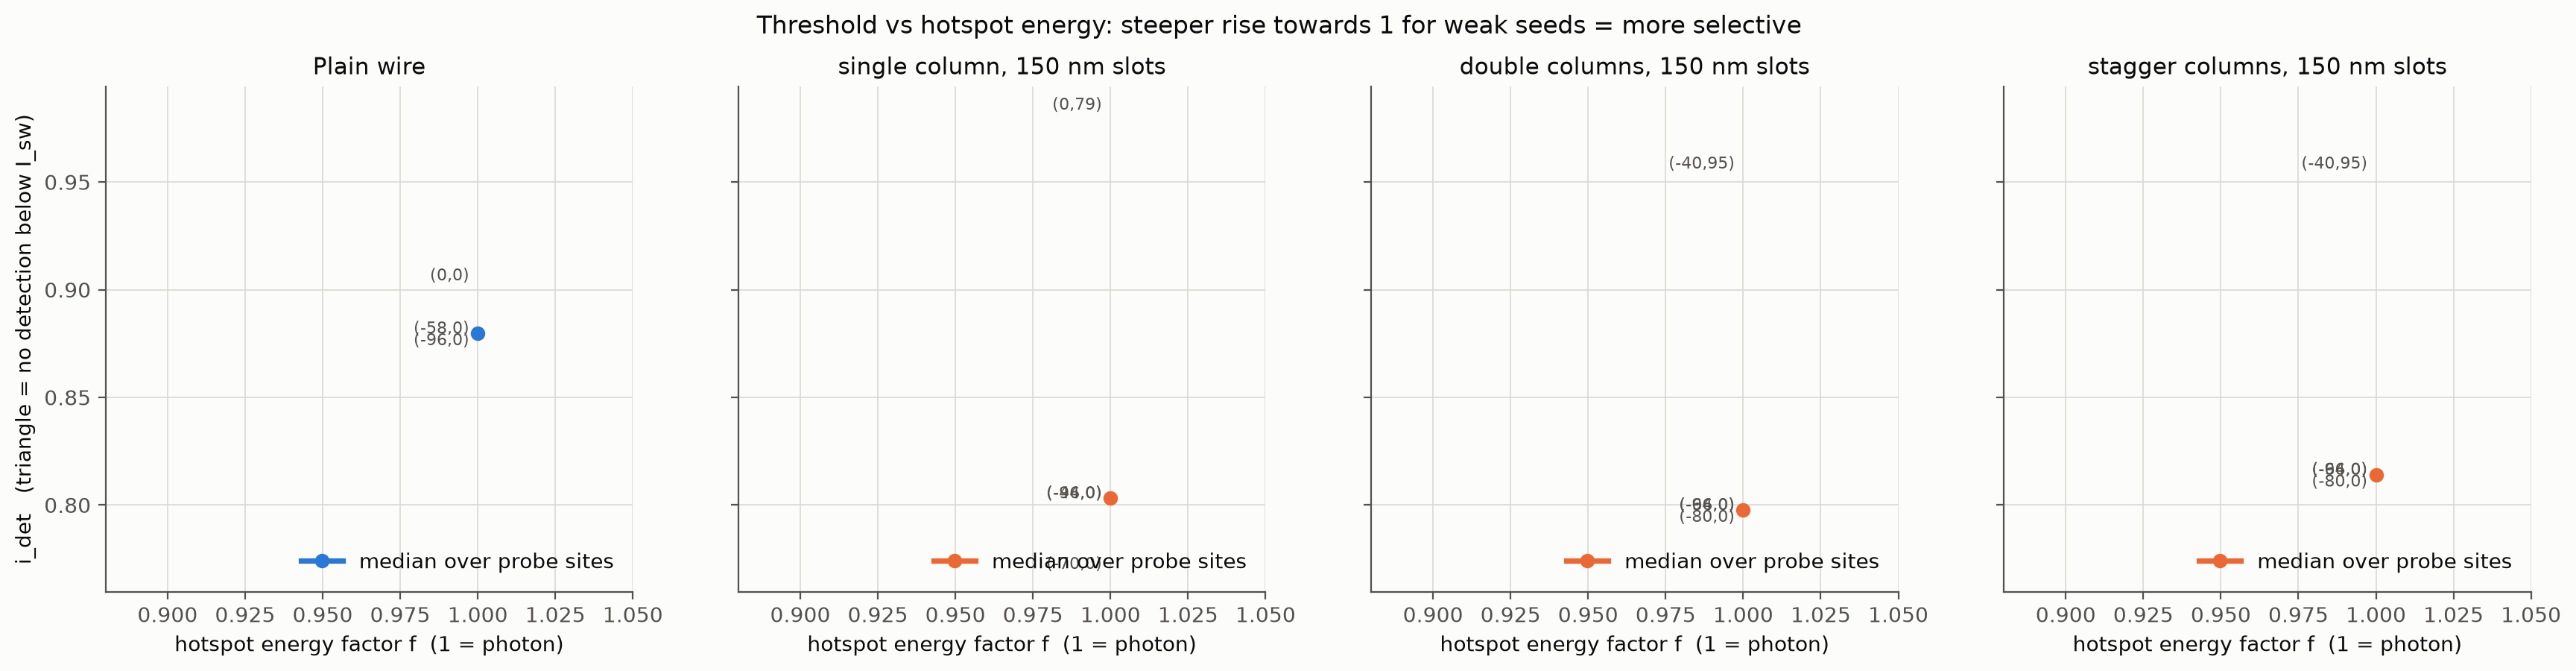 Threshold vs hotspot energy: steeper rise towards 1 for weak seeds = more selective
Plain wire
i_det   (triangle = no detection below I_sw)
0.95
0.90
0.85
0.80
(0,0)
(-58,0)
(-96,0)
median over probe sites
0.900 0.925 0.950 0.975 1.000 1.025 1.050
hotspot energy factor f  (1 = photon)
single column, 150 nm slots
(0,79)
(-70,0)
median over probe sites
0.900 0.925 0.950 0.975 1.000 1.025 1.050
hotspot energy factor f  (1 = photon)
double columns, 150 nm slots
(-40,95)
(-80,0)
median over probe sites
0.900 0.925 0.950 0.975 1.000 1.025 1.050
hotspot energy factor f  (1 = photon)
stagger columns, 150 nm slots
(-40,95)
(-80,0)
median over probe sites
0.900 0.925 0.950 0.975 1.000 1.025 1.050
hotspot energy factor f  (1 = photon)